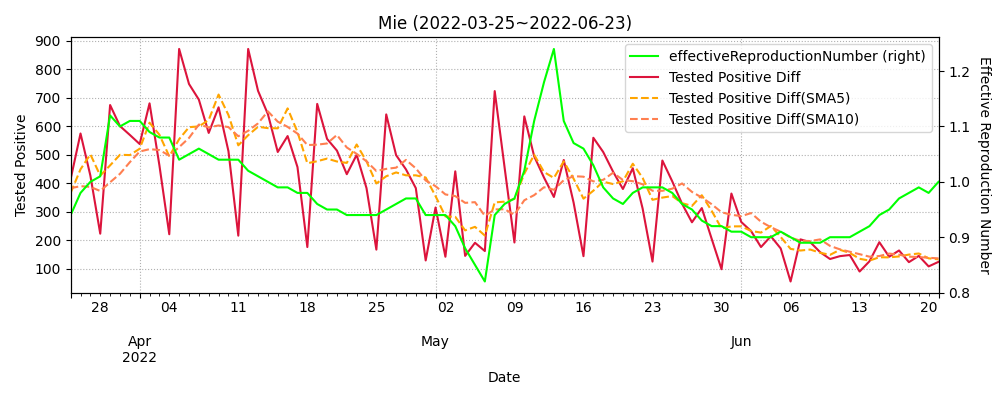 Mie (2022-03-25~2022-06-23)
effectiveReproductionNumber (right)
Tested Positive Diff
Tested Positive Diff(SMA5)
Tested Positive Diff(SMA10)
Tested Positive
900
800
700
600
500
400
300
200
100
Effective Reproduction Number
1.2
1.1
1.0
0.9
0.8
28 04 11 18 25 02 09 16 23 30 06 13 20
Apr May Jun
2022
Date